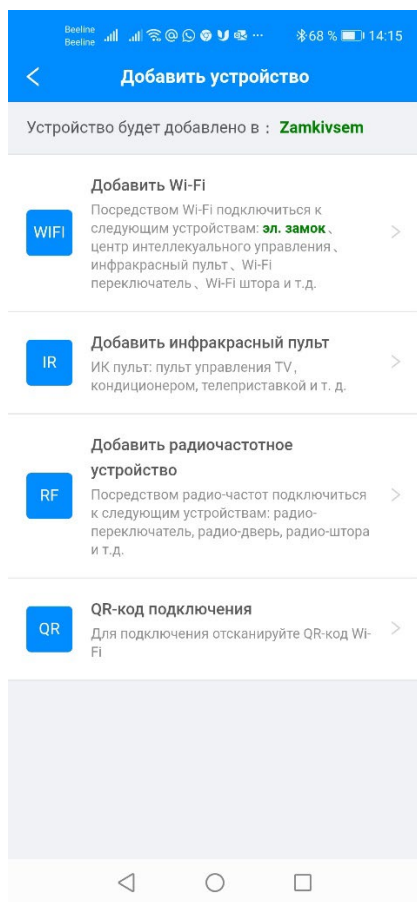 Beeline
Beeline
68 % 14:15
Добавить устройство
Устройство будет добавлено в： Zamkivsem
WIFI
Добавить Wi-Fi
Посредством Wi-Fi подключиться к
следующим устройствам: эл. замок、
центр интеллекуального управления、
инфракрасный пульт、Wi-Fi
переключатель、Wi-Fi штора и т.д.
IR
Добавить инфракрасный пульт
ИК пульт: пульт управления TV,
кондиционером, телеприставкой и т. д.
RF
Добавить радиочастотное
устройство
Посредством радио-частот подключиться
к следующим устройствам: радио-
переключатель, радио-дверь, радио-штора
и т.д.
QR
QR-код подключения
Для подключения отсканируйте QR-код Wi-
Fi